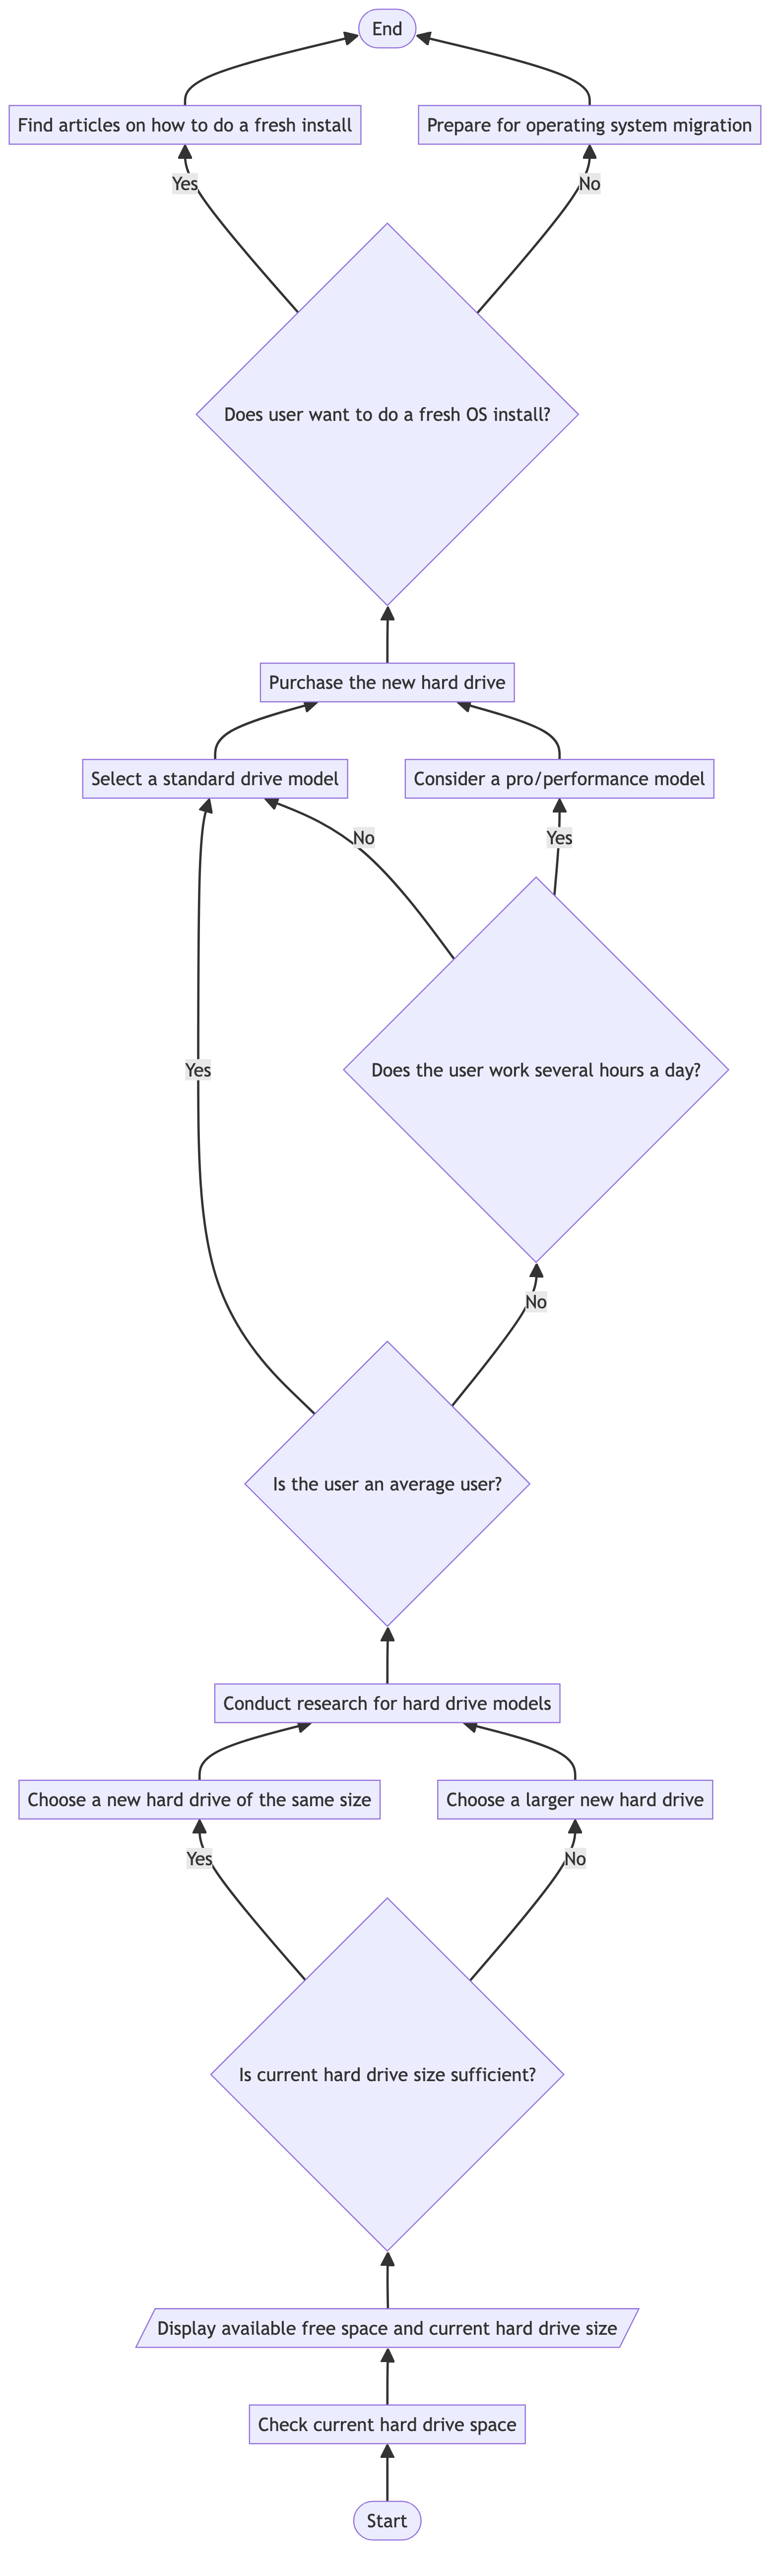 End
Find articles on how to do a fresh install
Prepare for operating system migration
Yes
No
Does user want to do a fresh OS install?
Purchase the new hard drive
Select a standard drive model
Consider a pro/performance model
No
Yes
Yes
Does the user work several hours a day?
No
Is the user an average user?
Conduct research for hard drive models
Choose a new hard drive of the same size
Choose a larger new hard drive
Yes
No
Is current hard drive size sufficient?
Display available free space and current hard drive size
Check current hard drive space
Start